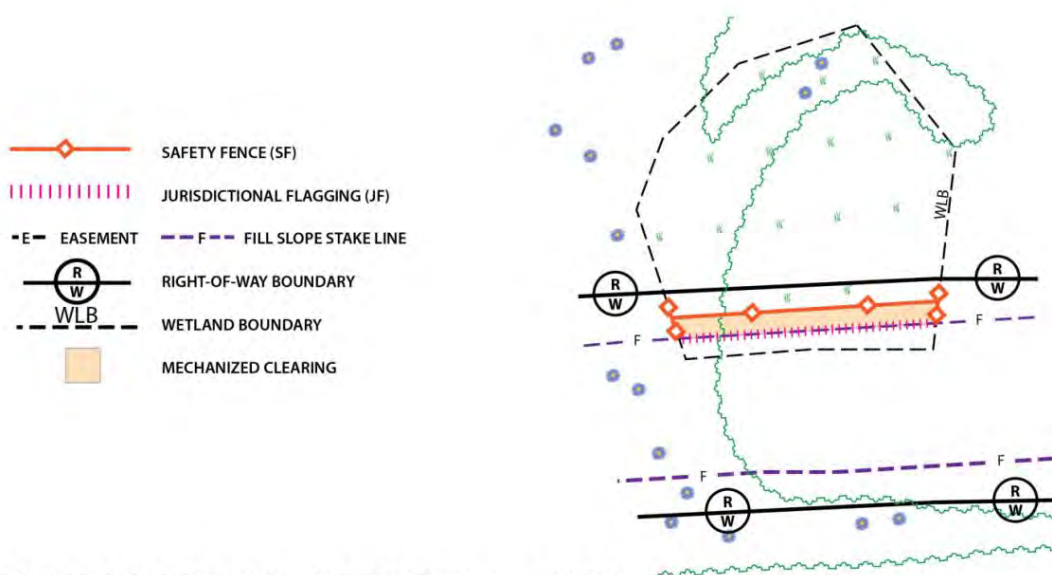 SAFETY FENCE (SF)
JURISDICTIONAL FLAGGING (JF)
E EASEMENT F FILL SLOPE STAKE LINE
R
W
RIGHT-OF-WAY BOUNDARY
WLB
WETLAND BOUNDARY
MECHANIZED CLEARING
WLB
R
W
R
W
F
F
F
F
R
W
R
W